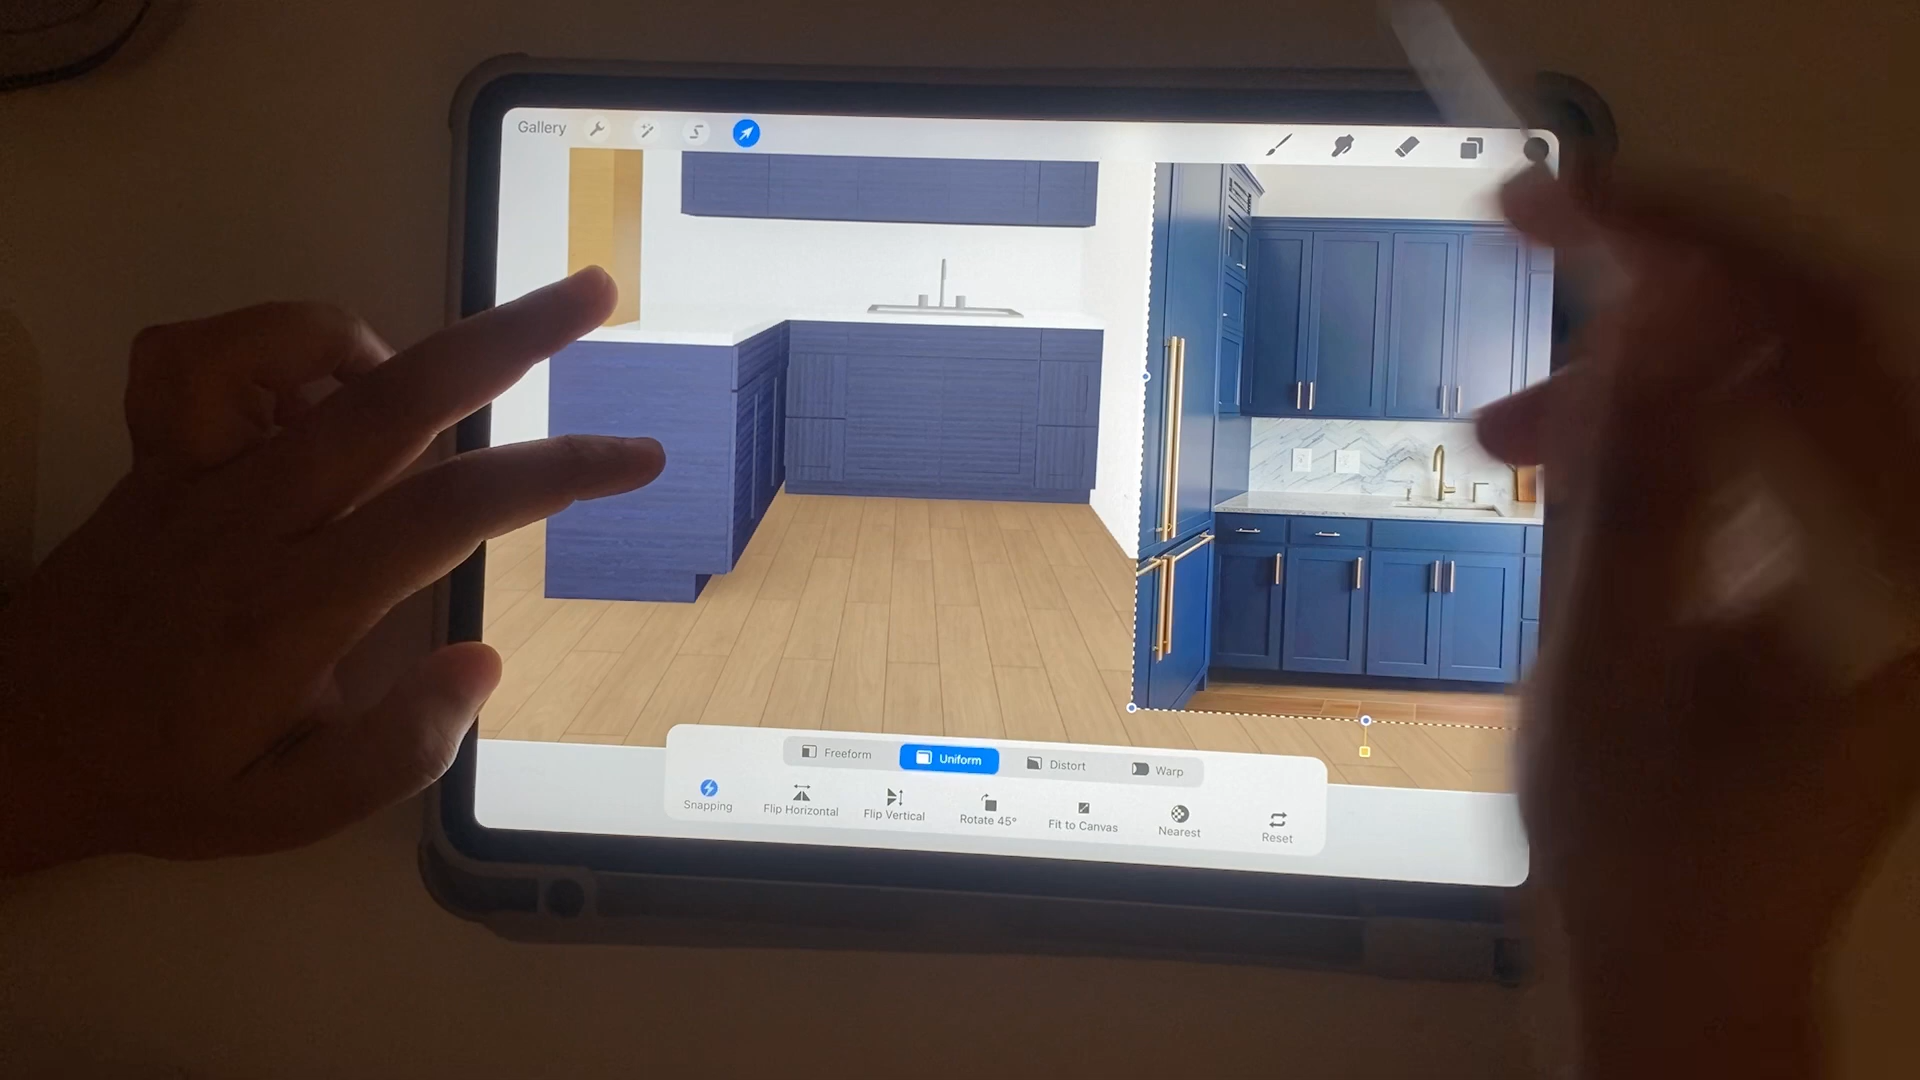 Gallery
Freeform Uniform Distort Warp
Snapping Flip Horizontal Flip Vertical Rotate 45° Fit to Canvas Nearest Reset